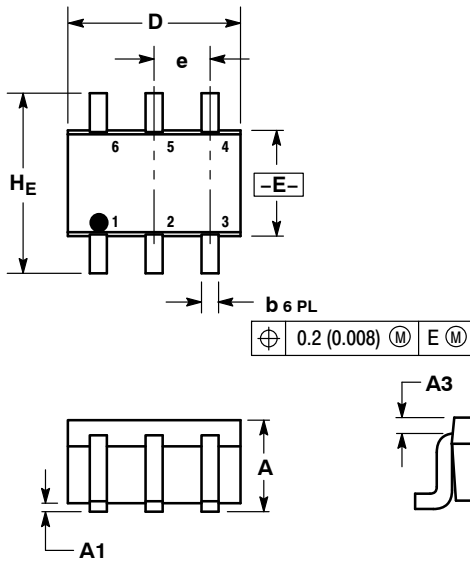 D
e
6 5 4
HE
–E–
1 2 3
b 6 PL
⌖ 0.2 (0.008) Ⓜ E Ⓜ
A3
A
A1